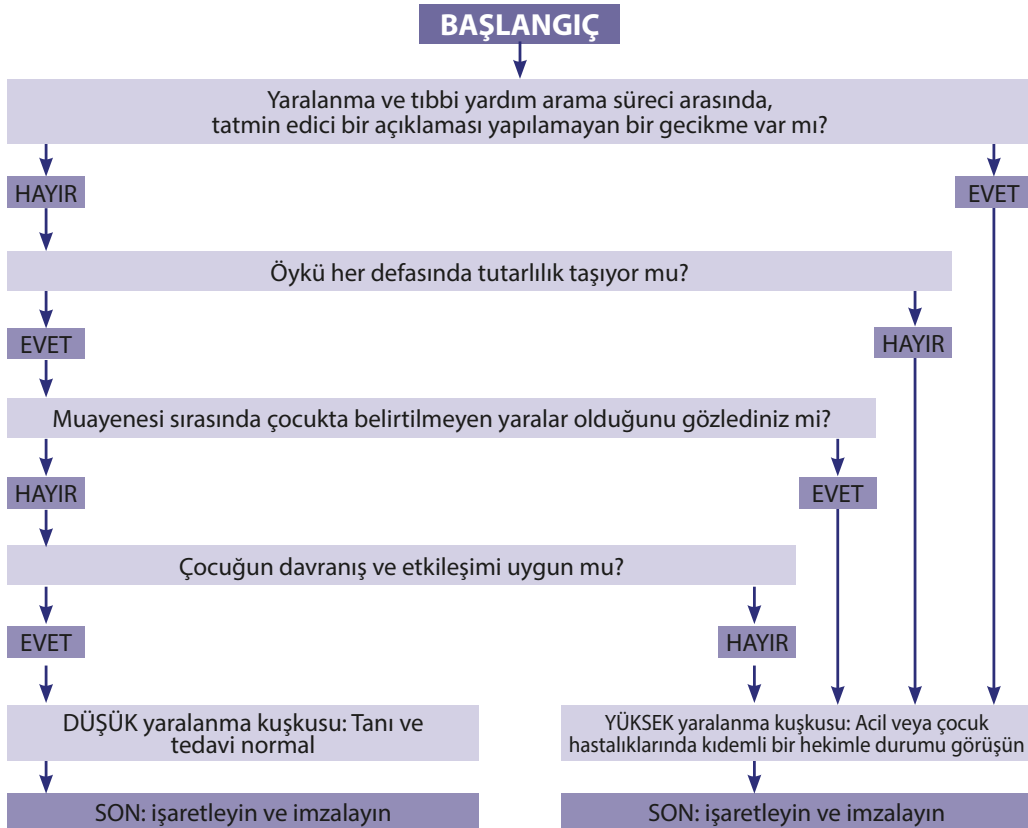 BAŞLANGIÇ
Yaralanma ve tıbbi yardım arama süreci arasında,
tatmin edici bir açıklaması yapılamayan bir gecikme var mı?
HAYIR
EVET
Öykü her defasında tutarlılık taşıyor mu?
EVET
HAYIR
Muayenesi sırasında çocukta belirtilmeyen yaralar olduğunu gözlediniz mi?
HAYIR
EVET
Çocuğun davranış ve etkileşimi uygun mu?
EVET
HAYIR
DÜŞÜK yaralanma kuşkusu: Tanı ve
tedavi normal
YÜKSEK yaralanma kuşkusu: Acil veya çocuk
hastalıklarında kıdemli bir hekimle durumu görüşün
SON: işaretleyin ve imzalayın
SON: işaretleyin ve imzalayın